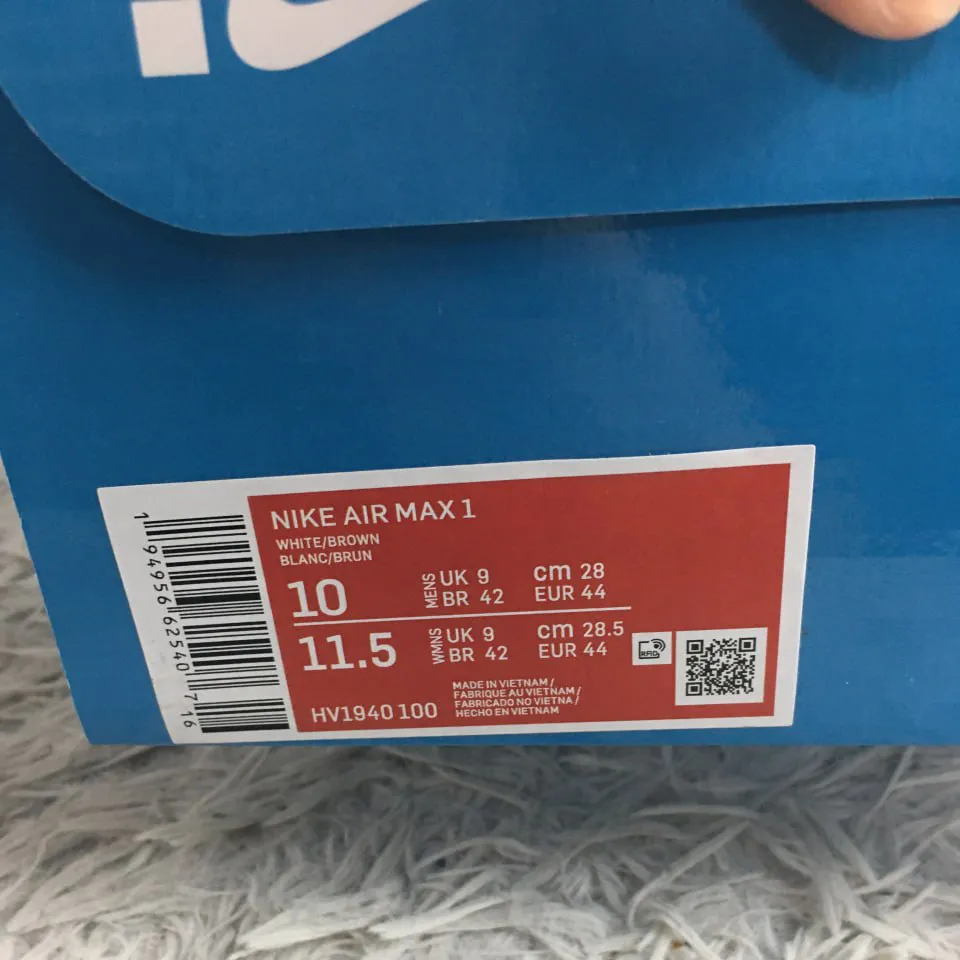 NIKE AIR MAX 1
WHITE/BROWN
BLANC/BRUN
10 MENS UK 9 cm 28
BR 42 EUR 44
11.5 WMNS UK 9 cm 28.5
BR 42 EUR 44
RFID
HV1940 100
MADE IN VIETNAM /
FABRIQUE AU VIETNAM /
FABRICADO NO VIETNA /
HECHO EN VIETNAM
1 94956 62540 7 16